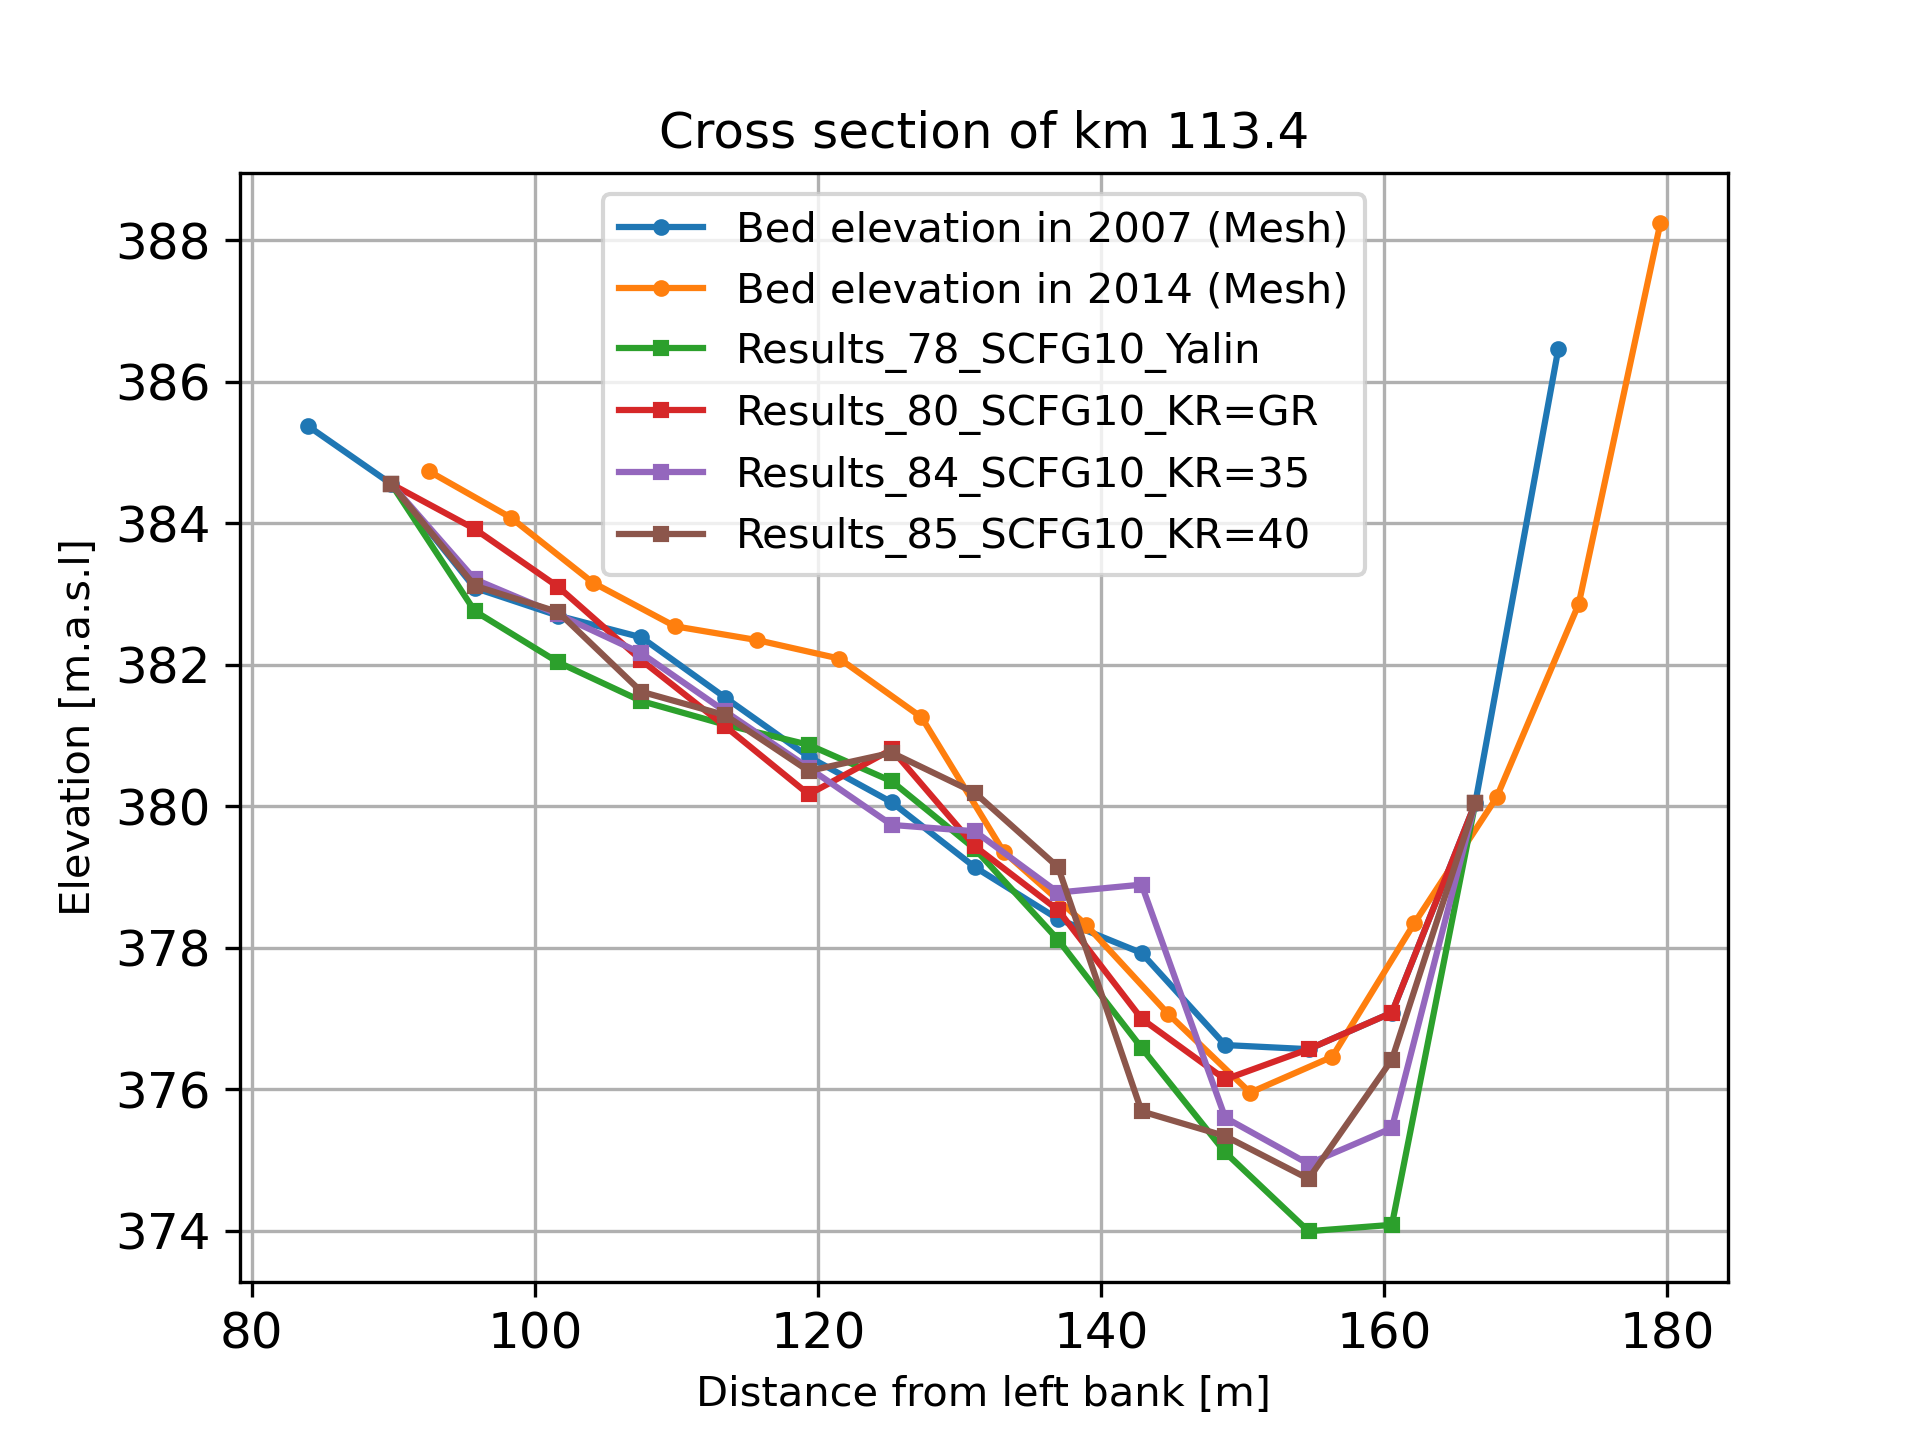 Cross section of km 113.4
Bed elevation in 2007 (Mesh)
Bed elevation in 2014 (Mesh)
Results_78_SCFG10_Yalin
Results_80_SCFG10_KR=GR
Results_84_SCFG10_KR=35
Results_85_SCFG10_KR=40
Elevation [m.a.s.l]
388
386
384
382
380
378
376
374
80
100
120
140
160
180
Distance from left bank [m]